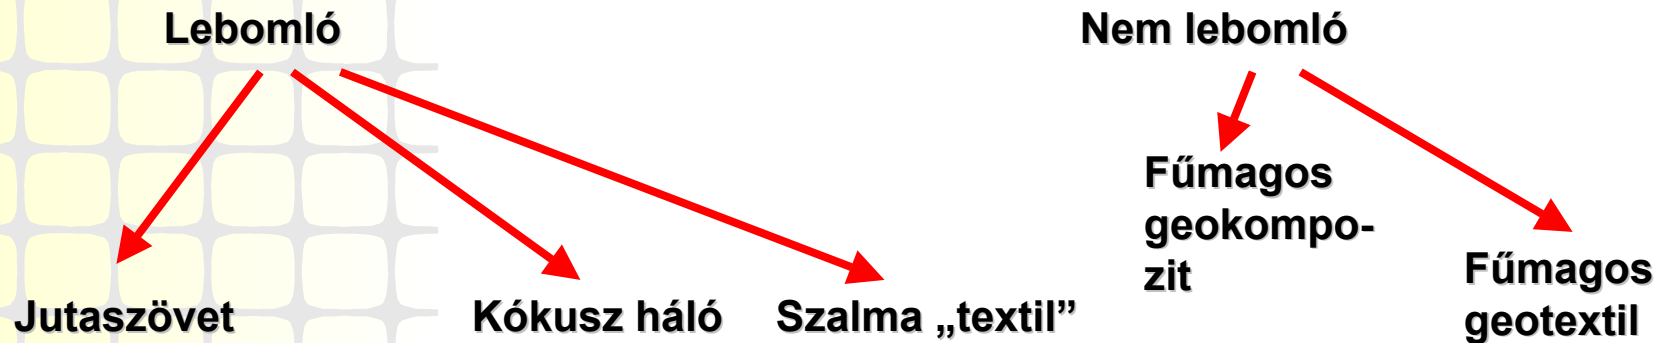 Lebomló
Nem lebomló
Jutaszövet
Kókusz háló
Szalma „textil”
Fűmagos
geokompo-
zit
Fűmagos
geotextil